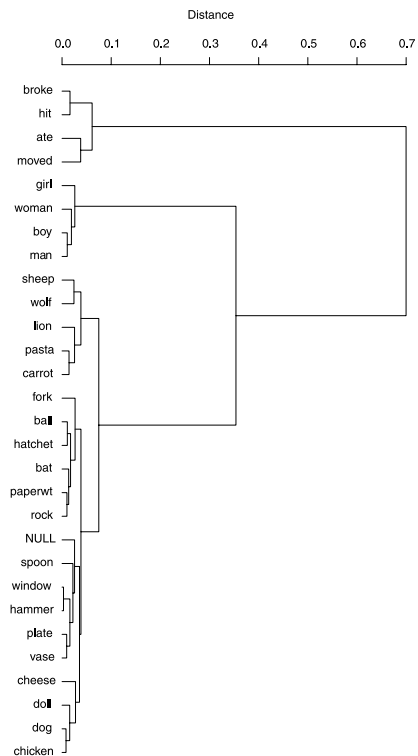 Distance
0.0 0.1 0.2 0.3 0.4 0.5 0.6 0.7
broke
hit
ate
moved
girl
woman
boy
man
sheep
wolf
lion
pasta
carrot
fork
ball
hatchet
bat
paperwt
rock
NULL
spoon
window
hammer
plate
vase
cheese
doll
dog
chicken